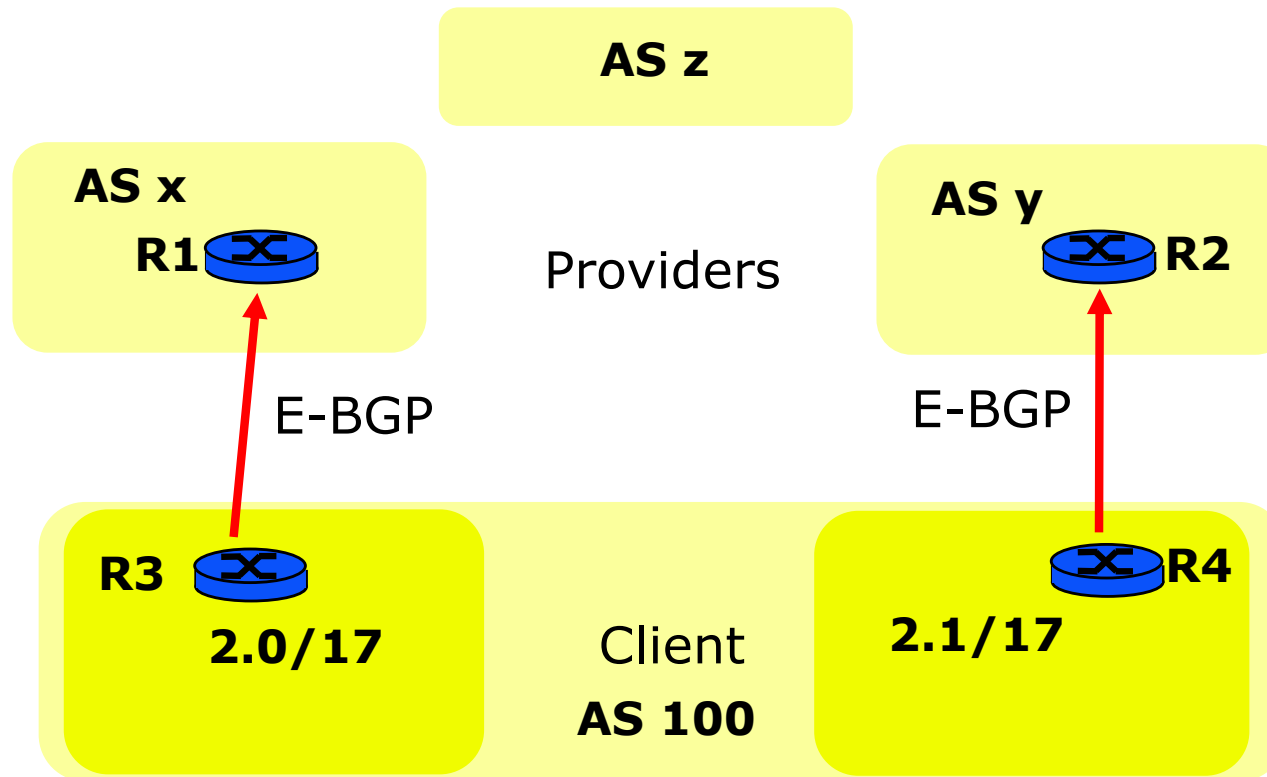 AS z
AS x
AS y
R1
Providers
R2
E-BGP
E-BGP
R3
R4
2.0/17
Client
2.1/17
AS 100